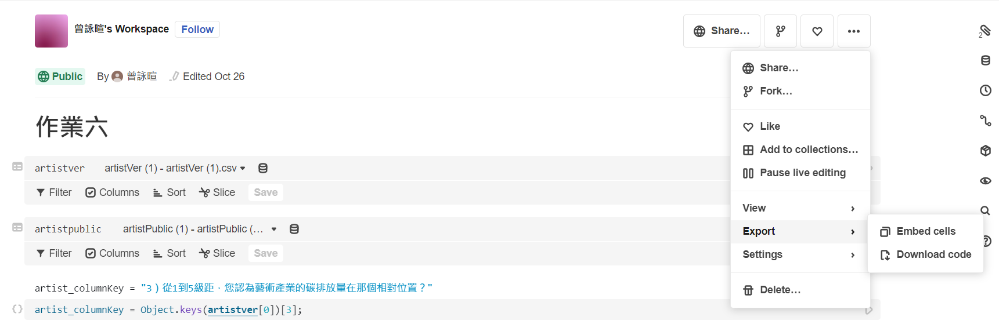 曾詠暄's Workspace Follow
Share…
2
Public By 曾詠暄 Edited Oct 26
作業六
artistver artistVer (1) - artistVer (1).csv
Filter Columns Sort Slice Save
artistpublic artistPublic (1) - artistPublic (…
Filter Columns Sort Slice Save
artist_columnKey = "3 ) 從1到5級距，您認為藝術產業的碳排放量在那個相對位置？"
artist_columnKey = Object.keys(artistver[0])[3];
Share…
Fork…
Like
Add to collections…
Pause live editing
View
Export
Settings
Delete…
Embed cells
Download code